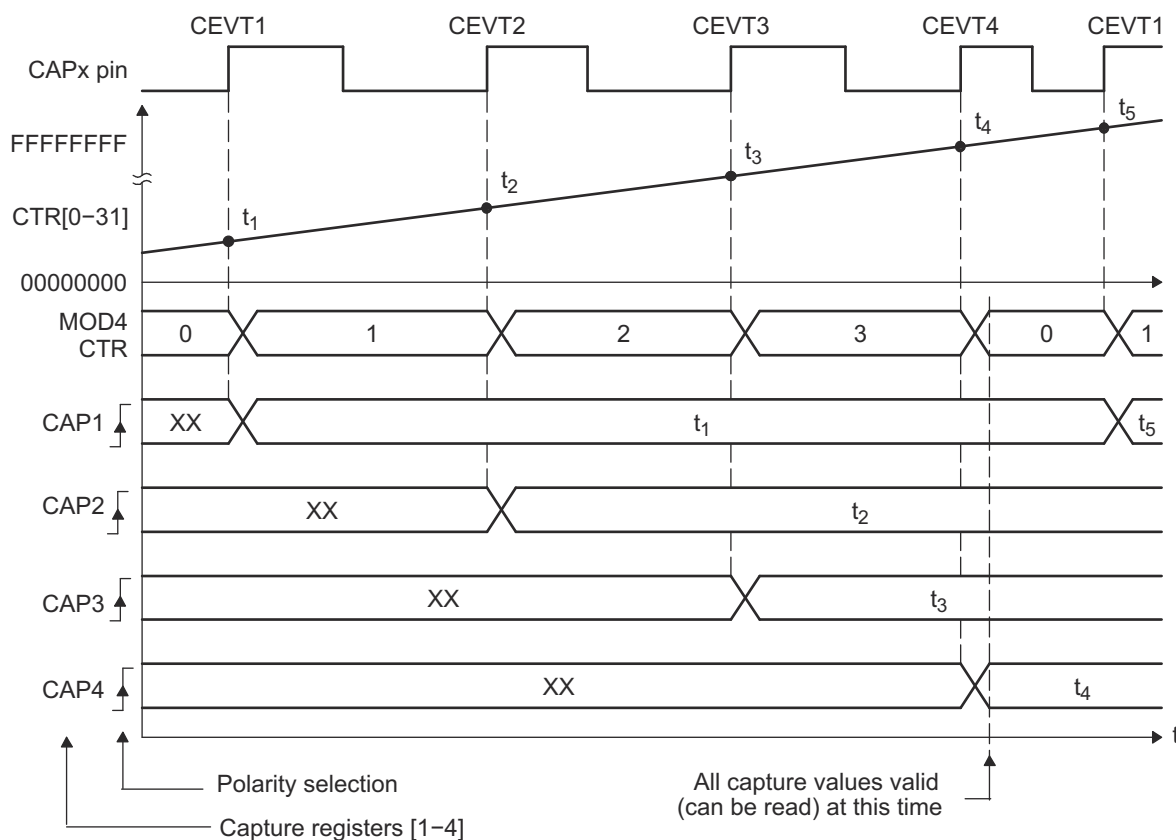 CEVT1 CEVT2 CEVT3 CEVT4 CEVT1
CAPx pin
FFFFFFFF
t5
t4
t3
t2
CTR[0−31]
t1
00000000
MOD4
CTR
0 1 2 3 0 1
CAP1 XX t1 t5
CAP2 XX t2
CAP3 XX t3
CAP4 XX t4
t
Polarity selection
All capture values valid
(can be read) at this time
Capture registers [1−4]